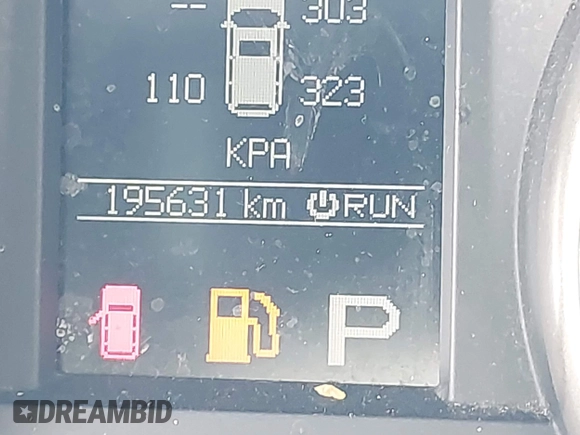 -- 303
110 323
KPA
195631 km RUN
P
DREAMBID